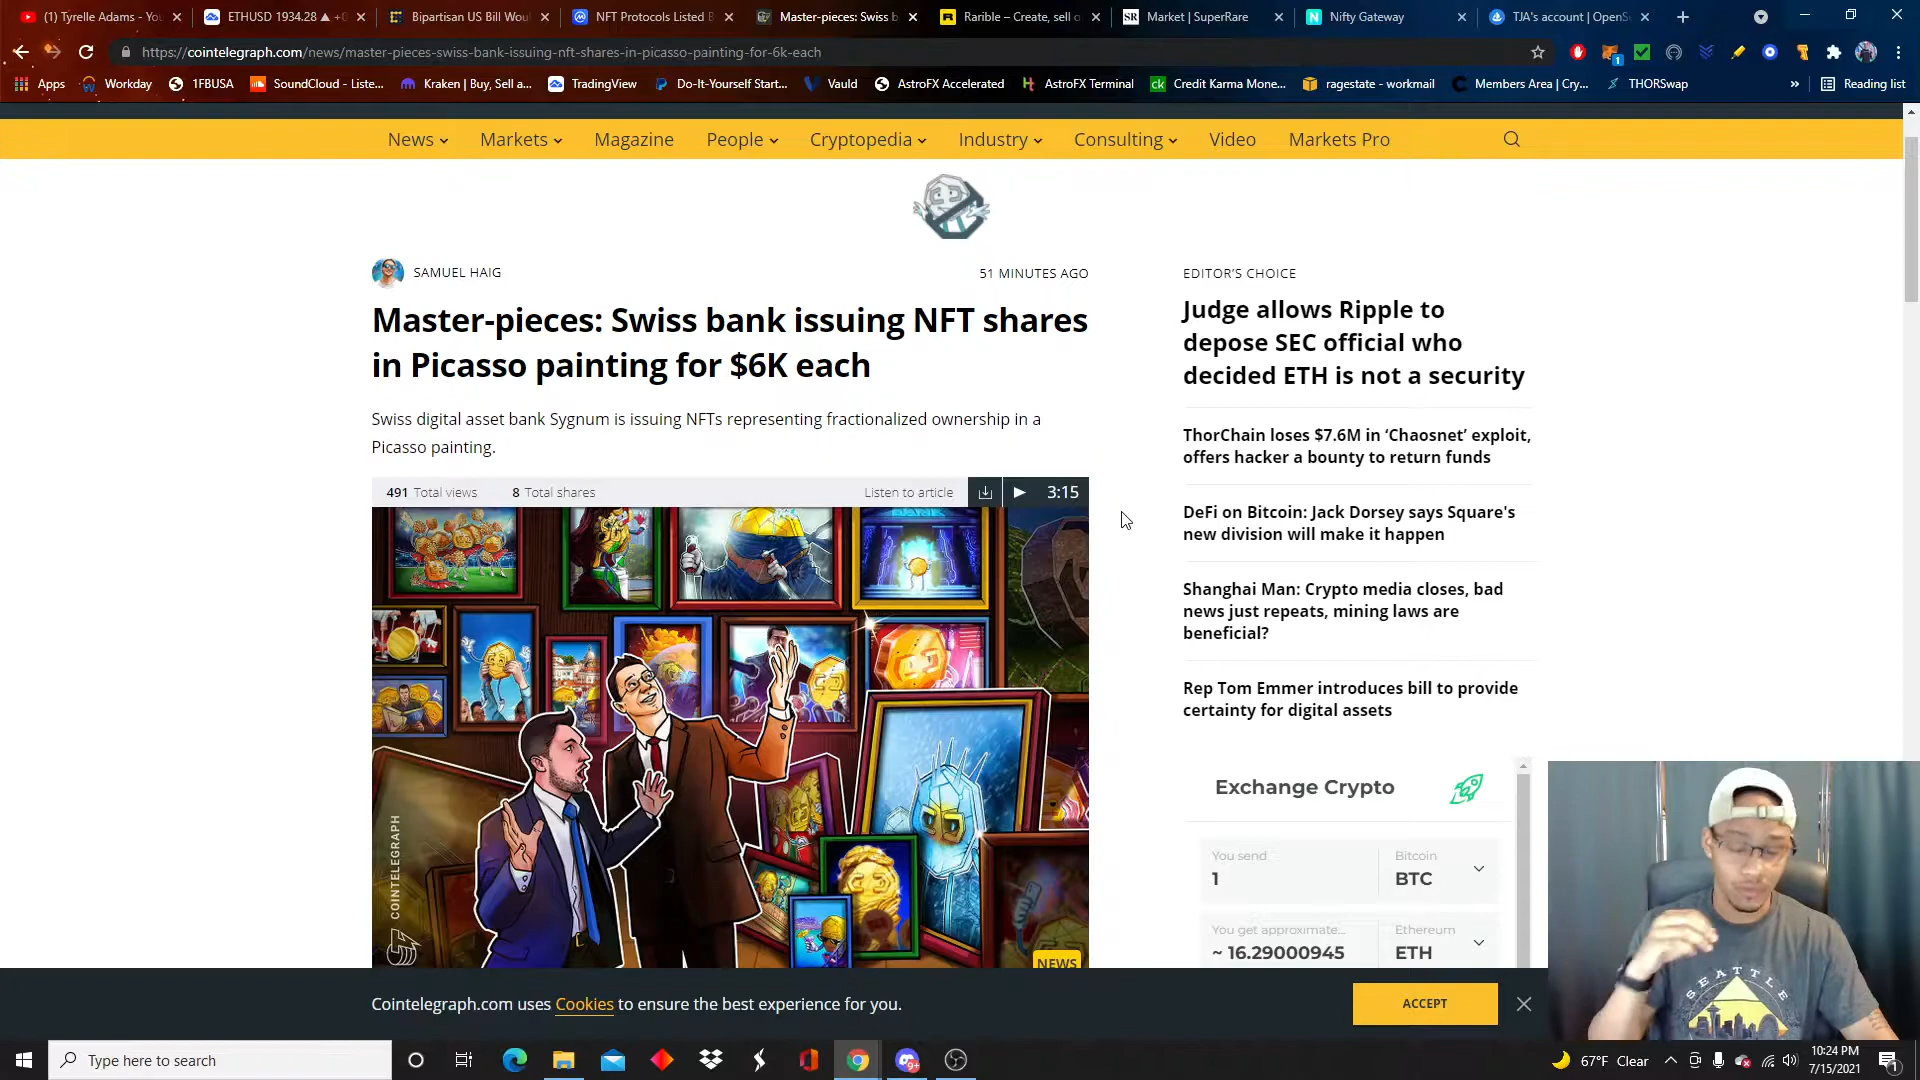 (1) Tyrelle Adams - You
ETHUSD 1934.28 ▲ +0
Bipartisan US Bill Wou
NFT Protocols Listed B
Master-pieces: Swiss b
Rarible – Create, sell o
SR Market | SuperRare
Nifty Gateway
TJA's account | OpenS
https://cointelegraph.com/news/master-pieces-swiss-bank-issuing-nft-shares-in-picasso-painting-for-6k-each
Apps
Workday
1FBUSA
SoundCloud - Liste...
Kraken | Buy, Sell a...
TradingView
Do-It-Yourself Start...
Vauld
AstroFX Accelerated
AstroFX Terminal
ck Credit Karma Mone...
ragestate - workmail
Members Area | Cry...
THORSwap
»
Reading list
News
Markets
Magazine
People
Cryptopedia
Industry
Consulting
Video
Markets Pro
SAMUEL HAIG
51 MINUTES AGO
Master-pieces: Swiss bank issuing NFT shares
in Picasso painting for $6K each
Swiss digital asset bank Sygnum is issuing NFTs representing fractionalized ownership in a
Picasso painting.
491 Total views
8 Total shares
Listen to article
3:15
COINTELEGRAPH
NEWS
EDITOR'S CHOICE
Judge allows Ripple to
depose SEC official who
decided ETH is not a security
ThorChain loses $7.6M in ‘Chaosnet’ exploit,
offers hacker a bounty to return funds
DeFi on Bitcoin: Jack Dorsey says Square's
new division will make it happen
Shanghai Man: Crypto media closes, bad
news just repeats, mining laws are
beneficial?
Rep Tom Emmer introduces bill to provide
certainty for digital assets
Exchange Crypto
You send
1
Bitcoin
BTC
You get approximate...
~ 16.29000945
Ethereum
ETH
SEATTLE
Cointelegraph.com uses Cookies to ensure the best experience for you.
ACCEPT
Type here to search
9+
67°F Clear
10:24 PM
7/15/2021
1